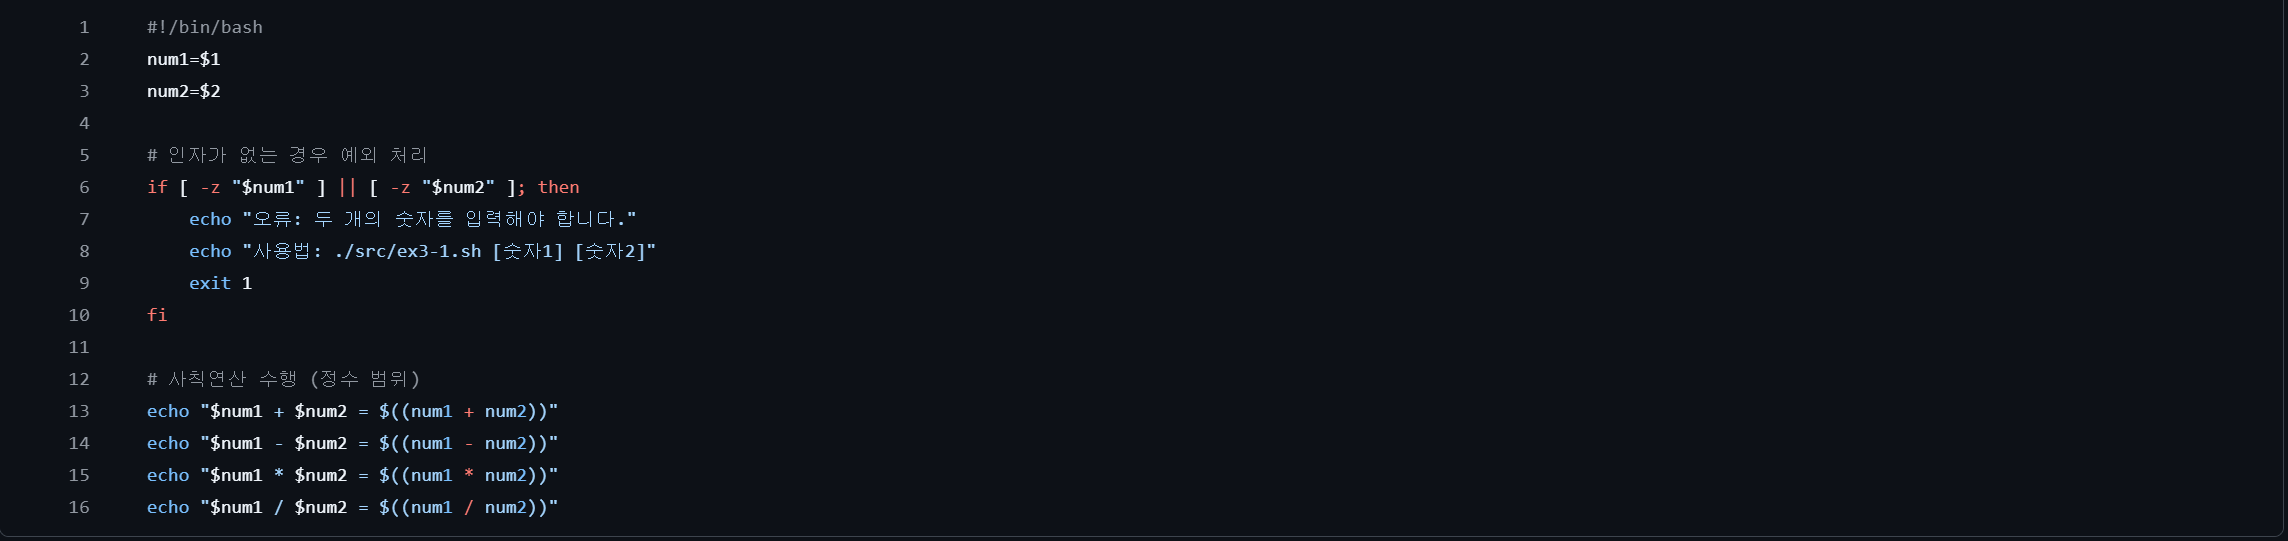 1 #!/bin/bash
2 num1=$1
3 num2=$2
4
5 # 인자가 없는 경우 예외 처리
6 if [ -z "$num1" ] || [ -z "$num2" ]; then
7     echo "오류: 두 개의 숫자를 입력해야 합니다."
8     echo "사용법: ./src/ex3-1.sh [숫자1] [숫자2]"
9     exit 1
10 fi
11
12 # 사칙연산 수행 (정수 범위)
13 echo "$num1 + $num2 = $((num1 + num2))"
14 echo "$num1 - $num2 = $((num1 - num2))"
15 echo "$num1 * $num2 = $((num1 * num2))"
16 echo "$num1 / $num2 = $((num1 / num2))"